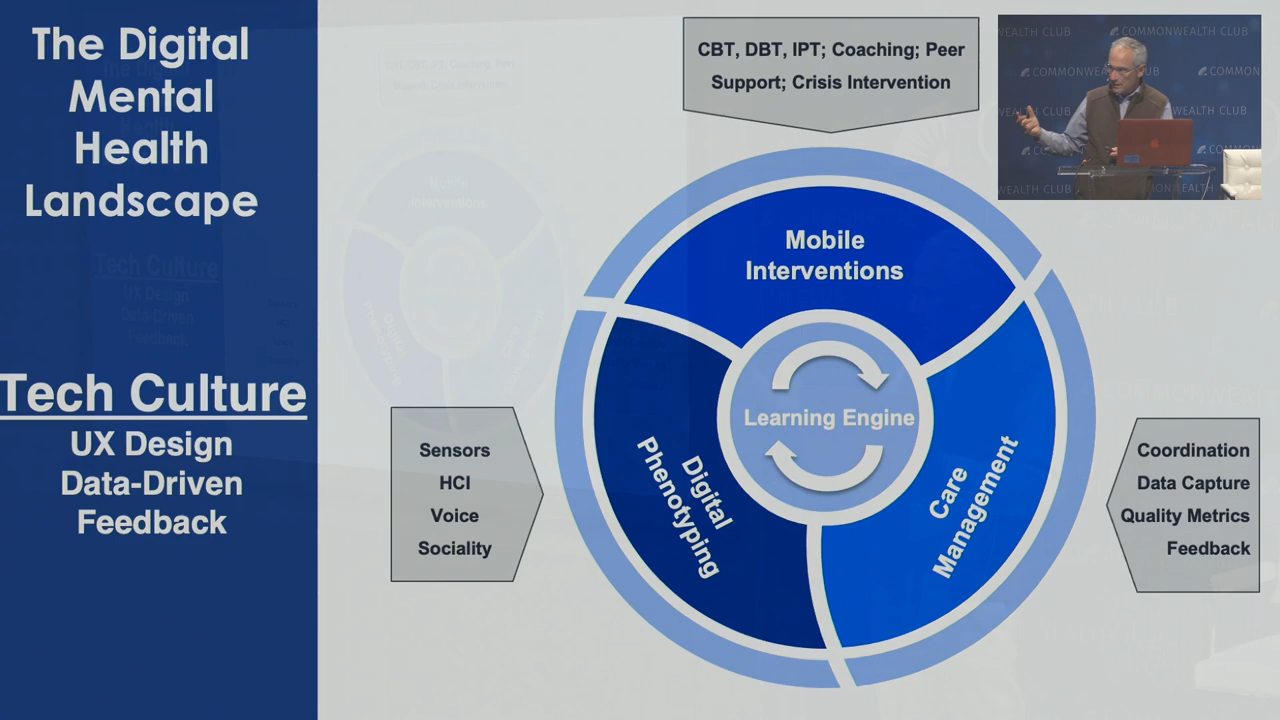 The Digital
Mental
Health
Landscape
Tech Culture
UX Design
Data-Driven
Feedback
CBT, DBT, IPT; Coaching; Peer
Support; Crisis Intervention
Mobile
Interventions
Learning Engine
Digital
Phenotyping
Care
Management
Sensors
HCI
Voice
Sociality
Coordination
Data Capture
Quality Metrics
Feedback
COMMONWEALTH CLUB